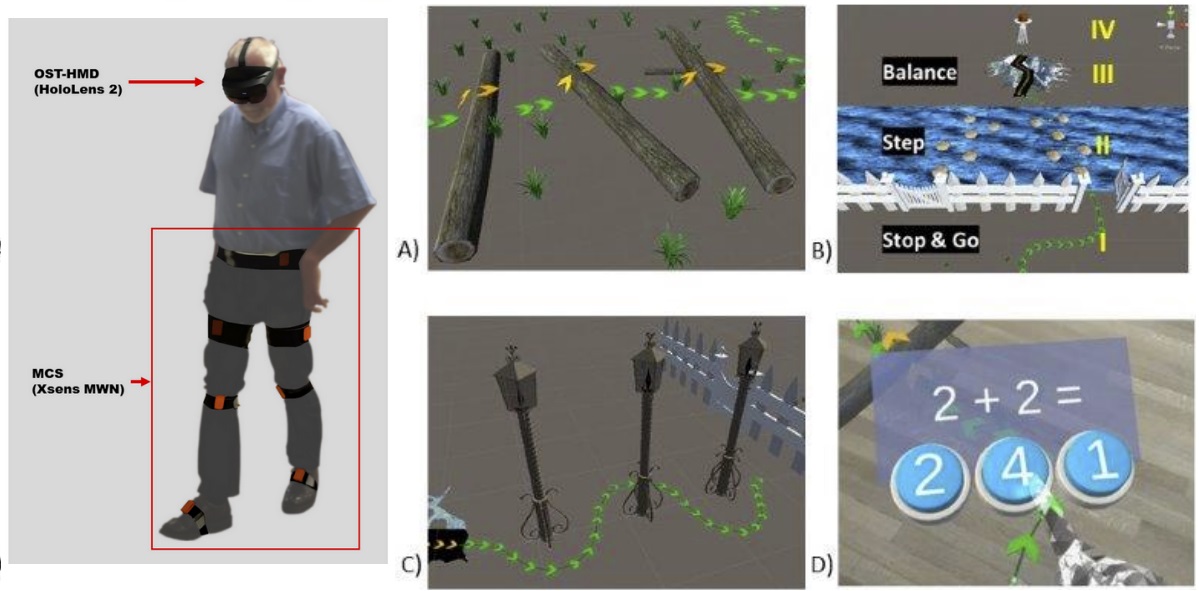 OST-HMD
(HoloLens 2)
MCS
(Xsens MWN)
A)
B)
Balance
Step
Stop & Go
IV
III
II
I
C)
D)
2 + 2 =
2 4 1